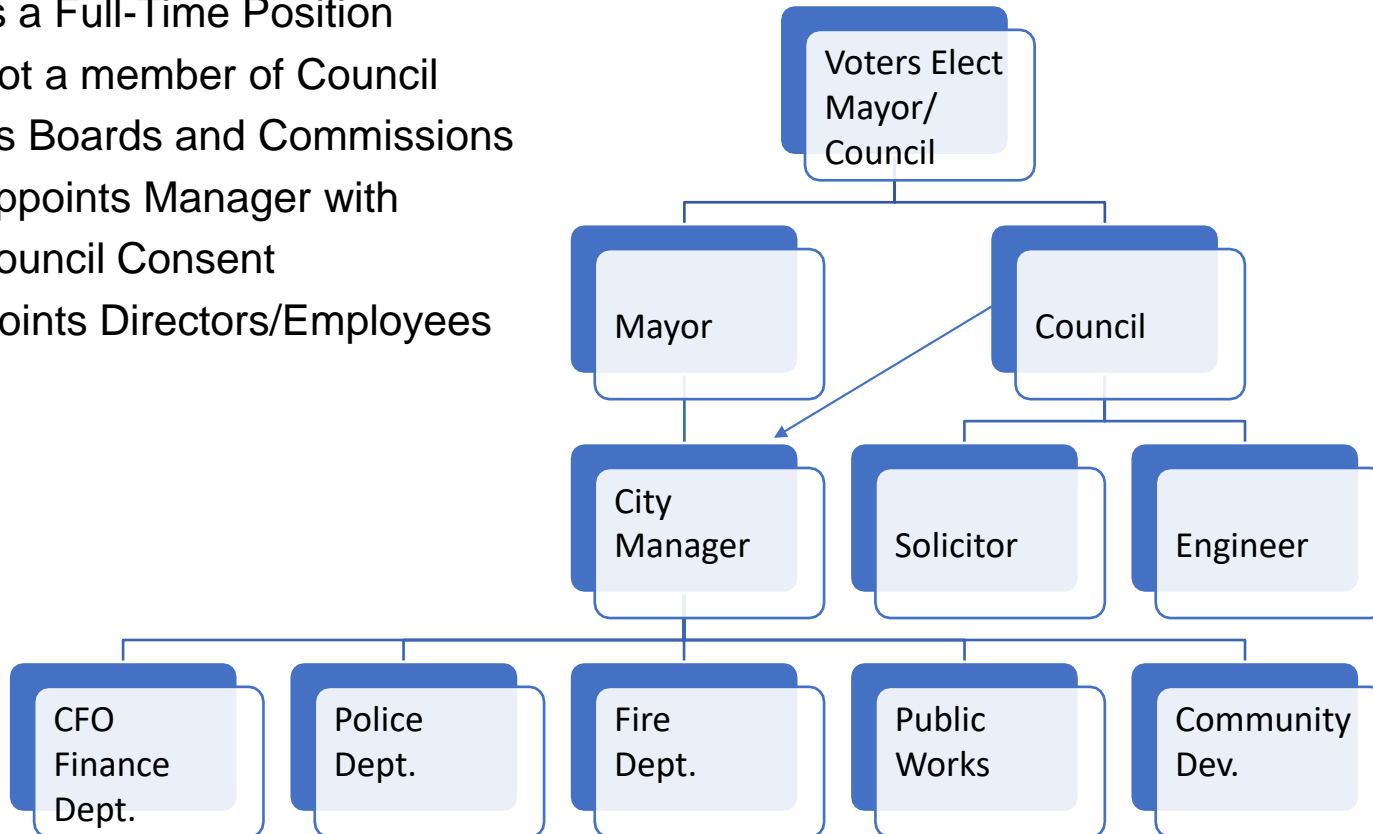 s a Full-Time Position
ot a member of Council
s Boards and Commissions
ppoints Manager with
ouncil Consent
oints Directors/Employees
Voters Elect
Mayor/
Council
Mayor
Council
City
Manager
Solicitor
Engineer
CFO
Finance
Dept.
Police
Dept.
Fire
Dept.
Public
Works
Community
Dev.